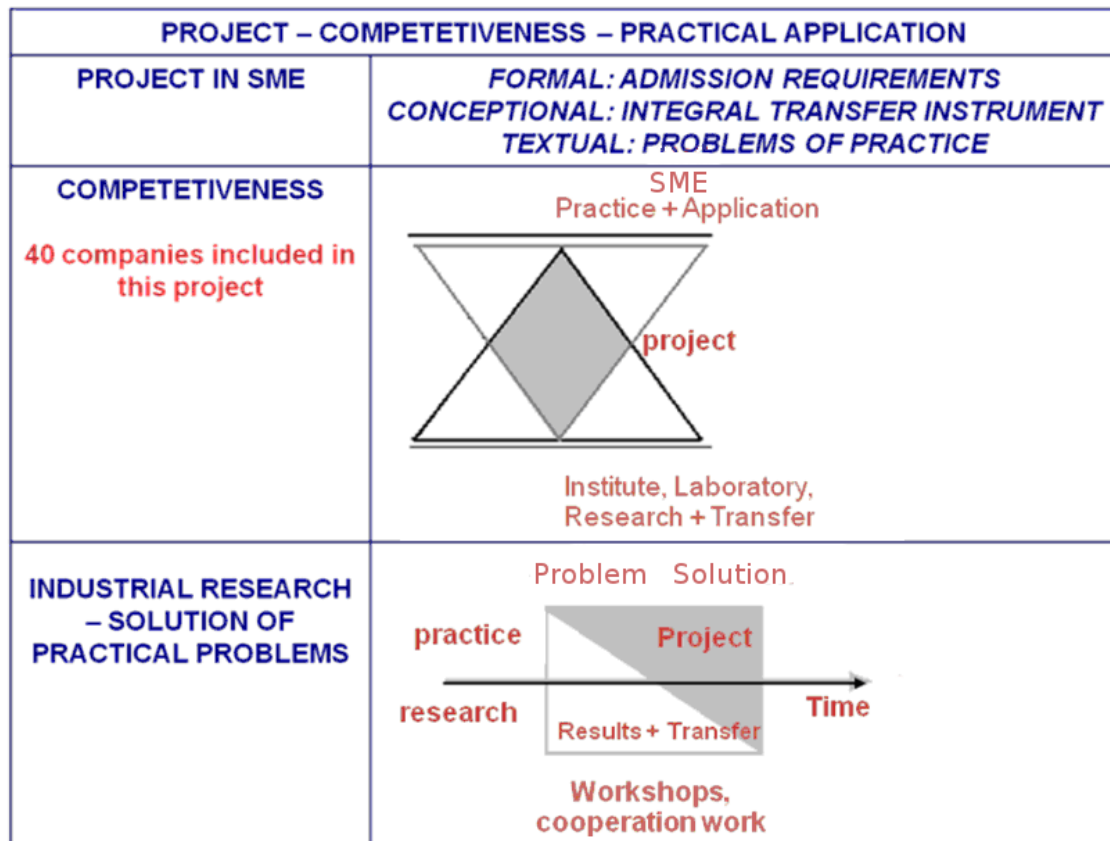 PROJECT – COMPETETIVENESS – PRACTICAL APPLICATION
PROJECT IN SME
FORMAL: ADMISSION REQUIREMENTS
CONCEPTIONAL: INTEGRAL TRANSFER INSTRUMENT
TEXTUAL: PROBLEMS OF PRACTICE
COMPETETIVENESS
40 companies included in
this project
SME
Practice + Application
project
Institute, Laboratory,
Research + Transfer
INDUSTRIAL RESEARCH
– SOLUTION OF
PRACTICAL PROBLEMS
Problem Solution
practice
Project
research
Time
Results + Transfer
Workshops,
cooperation work